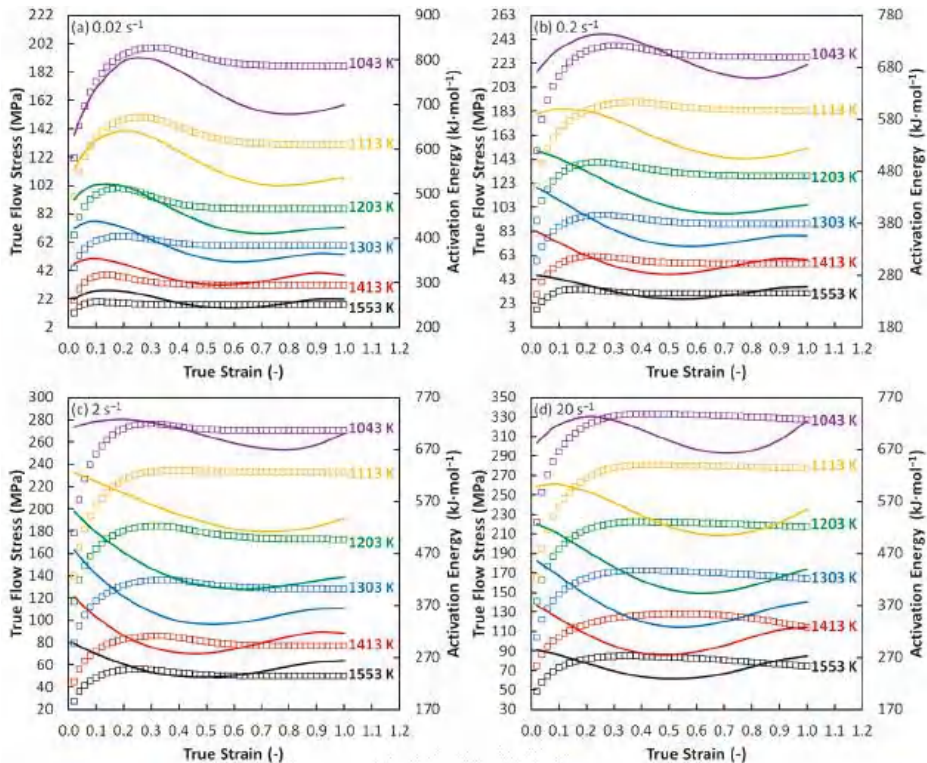 (a) 0.02 s⁻¹
True Flow Stress (MPa)
222
202
182
162
142
122
102
82
62
42
22
2
1043 K
1113 K
1203 K
1303 K
1413 K
1553 K
900
800
700
600
500
400
300
200
Activation Energy (kJ·mol⁻¹)
0.0 0.1 0.2 0.3 0.4 0.5 0.6 0.7 0.8 0.9 1.0 1.1 1.2
True Strain (-)
(b) 0.2 s⁻¹
True Flow Stress (MPa)
263
243
223
203
183
163
143
123
103
83
63
43
23
3
1043 K
1113 K
1203 K
1303 K
1413 K
1553 K
780
680
580
480
380
280
180
Activation Energy (kJ·mol⁻¹)
0.0 0.1 0.2 0.3 0.4 0.5 0.6 0.7 0.8 0.9 1.0 1.1 1.2
True Strain (-)
(c) 2 s⁻¹
True Flow Stress (MPa)
300
280
260
240
220
200
180
160
140
120
100
80
60
40
20
1043 K
1113 K
1203 K
1303 K
1413 K
1553 K
770
670
570
470
370
270
170
Activation Energy (kJ·mol⁻¹)
0.0 0.1 0.2 0.3 0.4 0.5 0.6 0.7 0.8 0.9 1.0 1.1 1.2
True Strain (-)
(d) 20 s⁻¹
True Flow Stress (MPa)
350
330
310
290
270
250
230
210
190
170
150
130
110
90
70
50
30
1043 K
1113 K
1203 K
1303 K
1413 K
1553 K
770
670
570
470
370
270
170
Activation Energy (kJ·mol⁻¹)
0.0 0.1 0.2 0.3 0.4 0.5 0.6 0.7 0.8 0.9 1.0 1.1 1.2
True Strain (-)